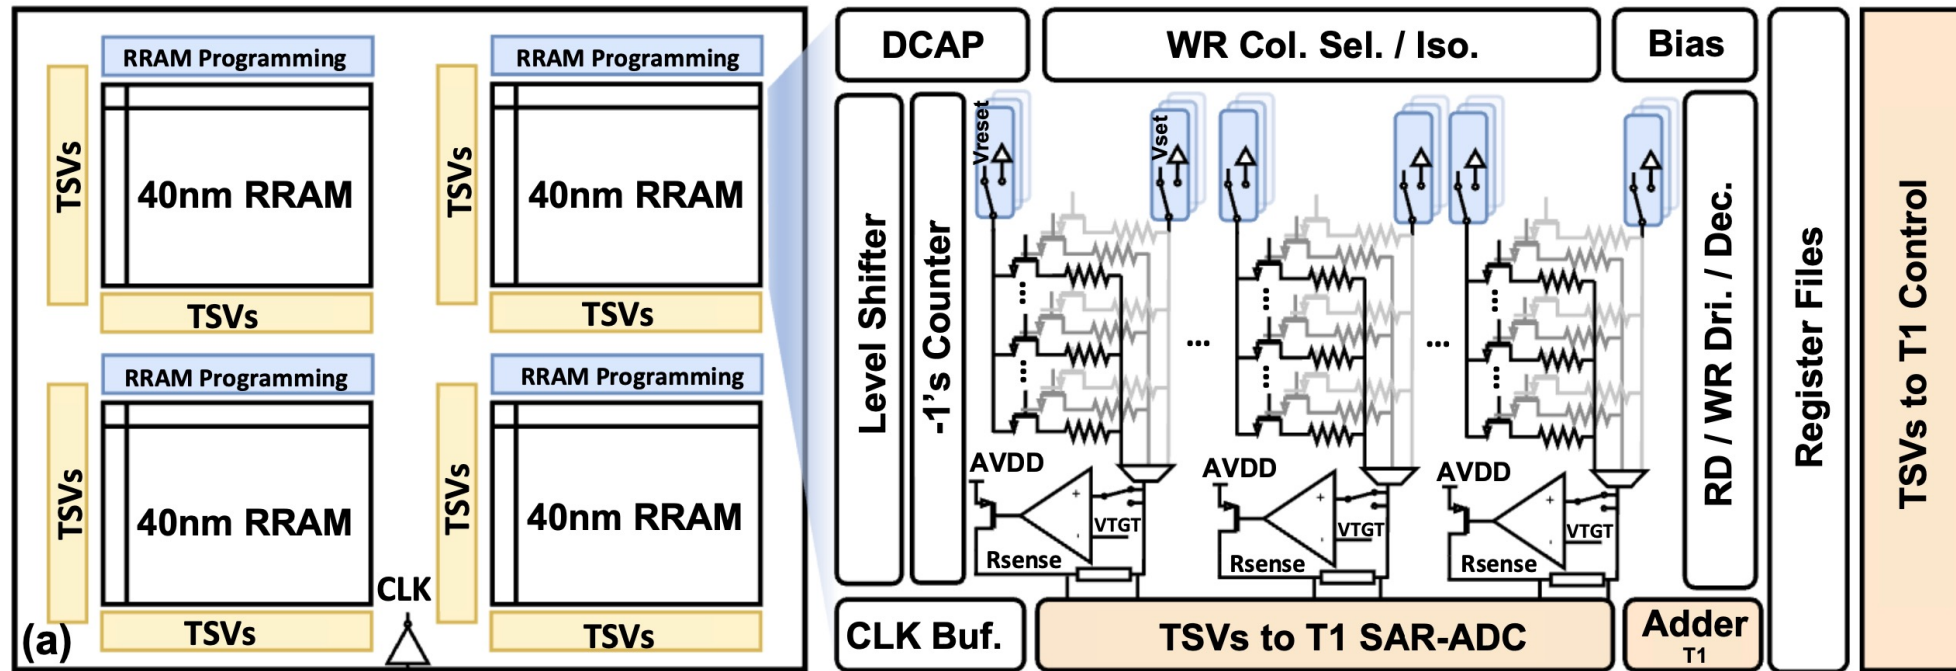 RRAM Programming
RRAM Programming
TSVs
40nm RRAM
TSVs
TSVs
40nm RRAM
TSVs
RRAM Programming
RRAM Programming
TSVs
40nm RRAM
TSVs
TSVs
40nm RRAM
TSVs
CLK
(a)
DCAP
WR Col. Sel. / Iso.
Bias
Level Shifter
-1's Counter
Vreset
Vset
...
...
...
...
...
...
...
...
AVDD
+
-
VTGT
Rsense
AVDD
+
-
VTGT
Rsense
AVDD
+
-
VTGT
Rsense
RD / WR Dri. / Dec.
Register Files
TSVs to T1 Control
CLK Buf.
TSVs to T1 SAR-ADC
Adder
T1